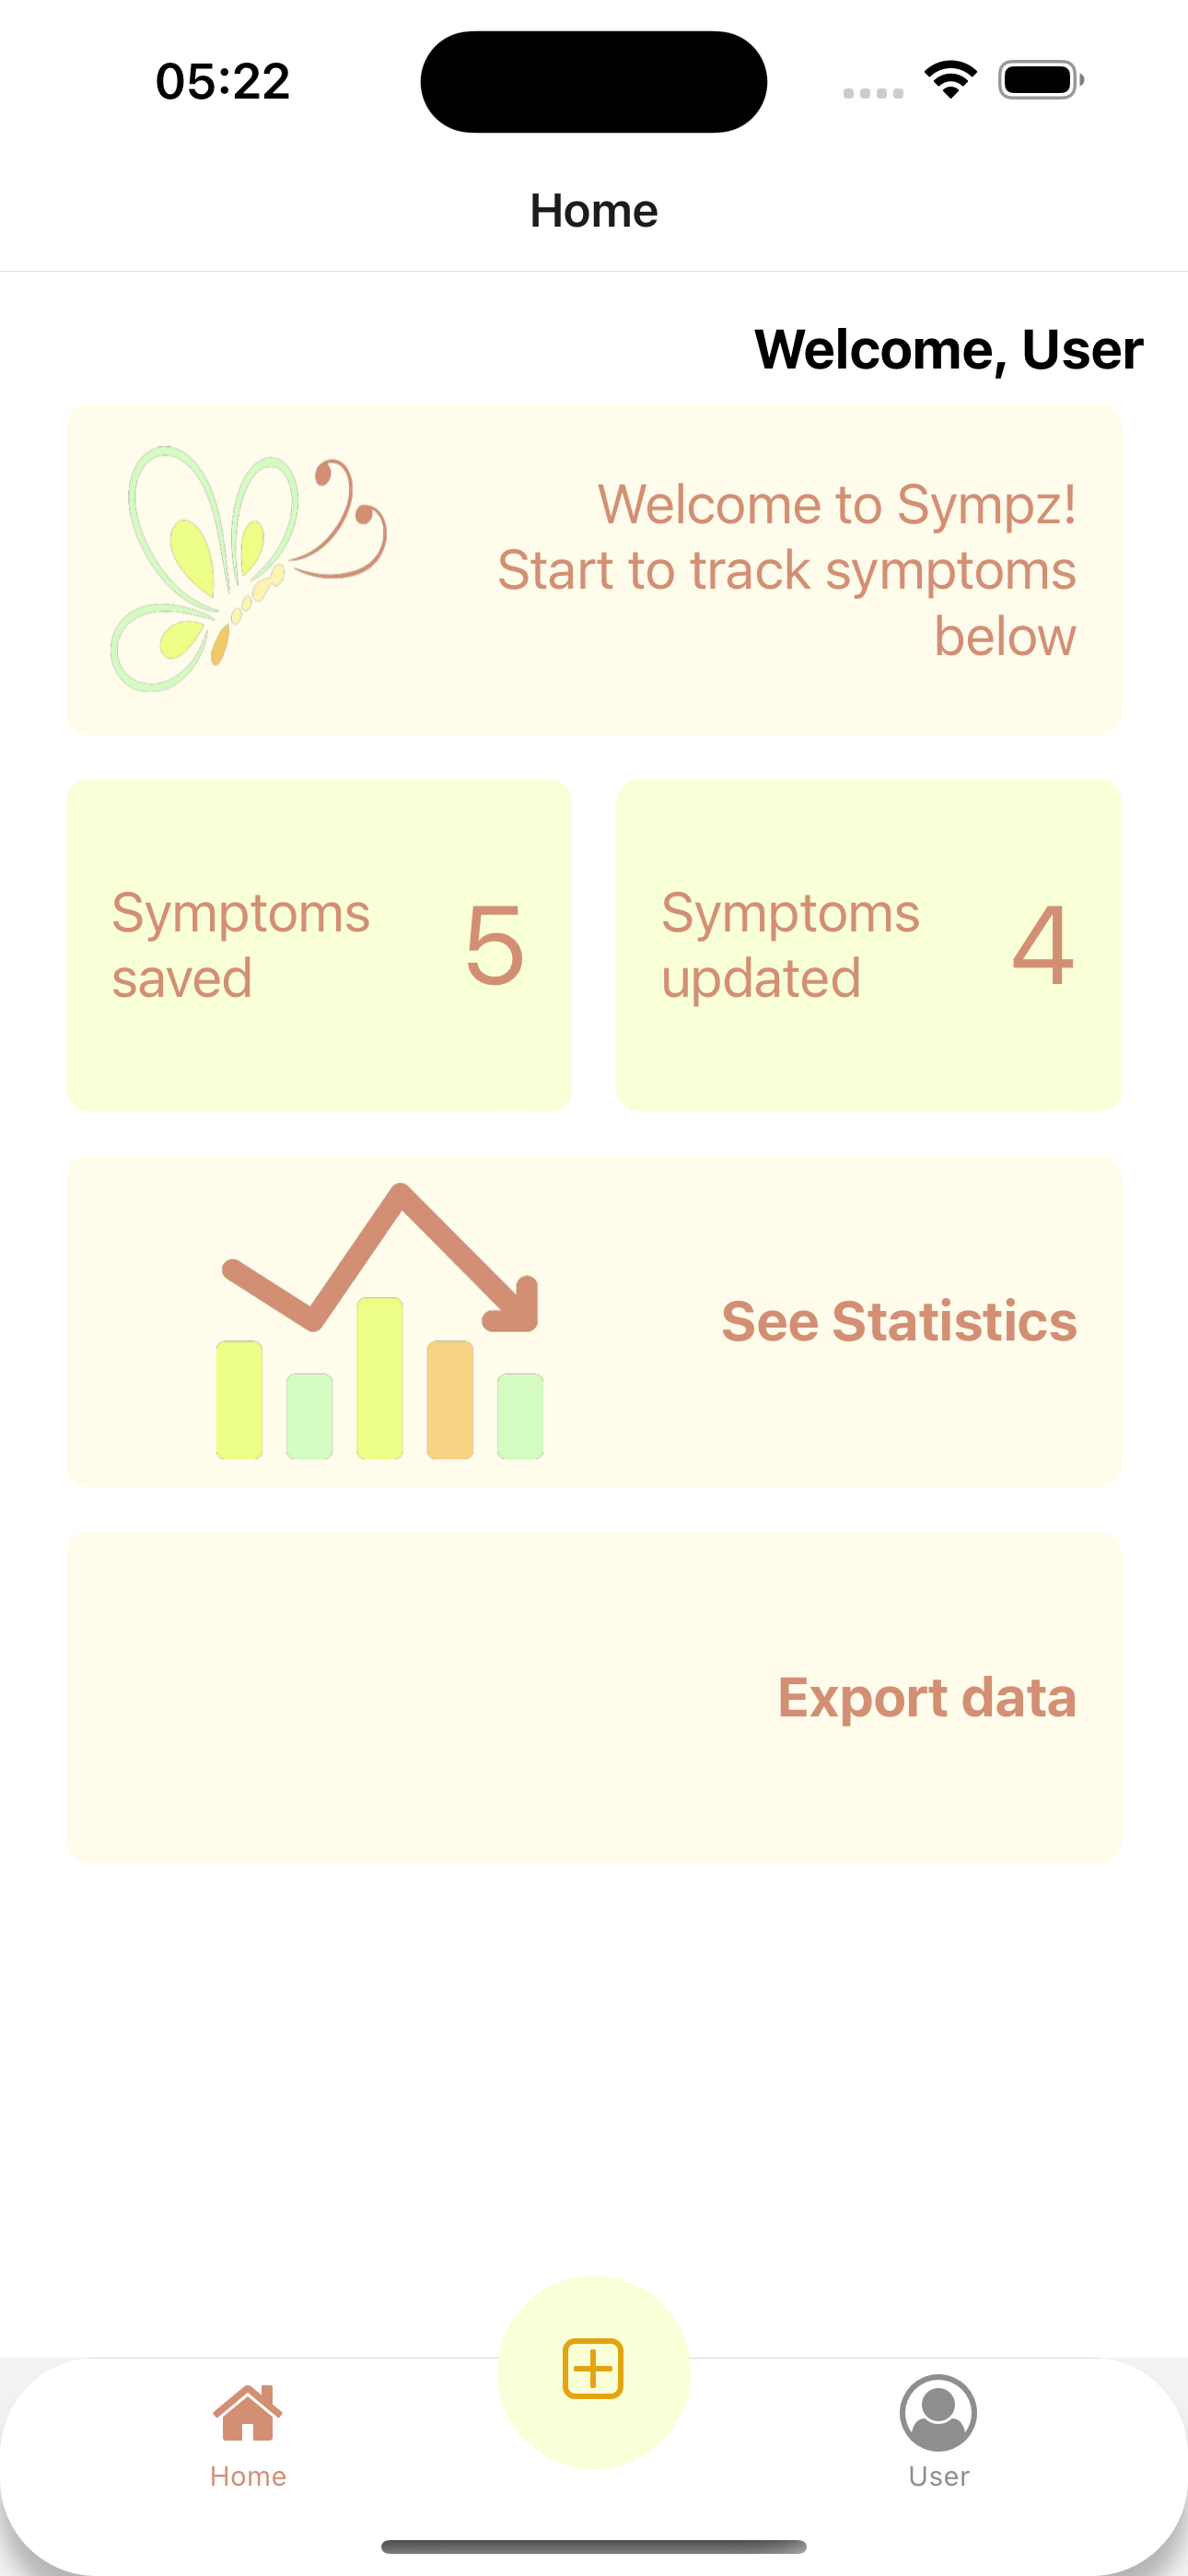 05:22
Home
Welcome, User
Welcome to Sympz!
Start to track symptoms
below
Symptoms
saved
5
Symptoms
updated
4
See Statistics
Export data
Home
User